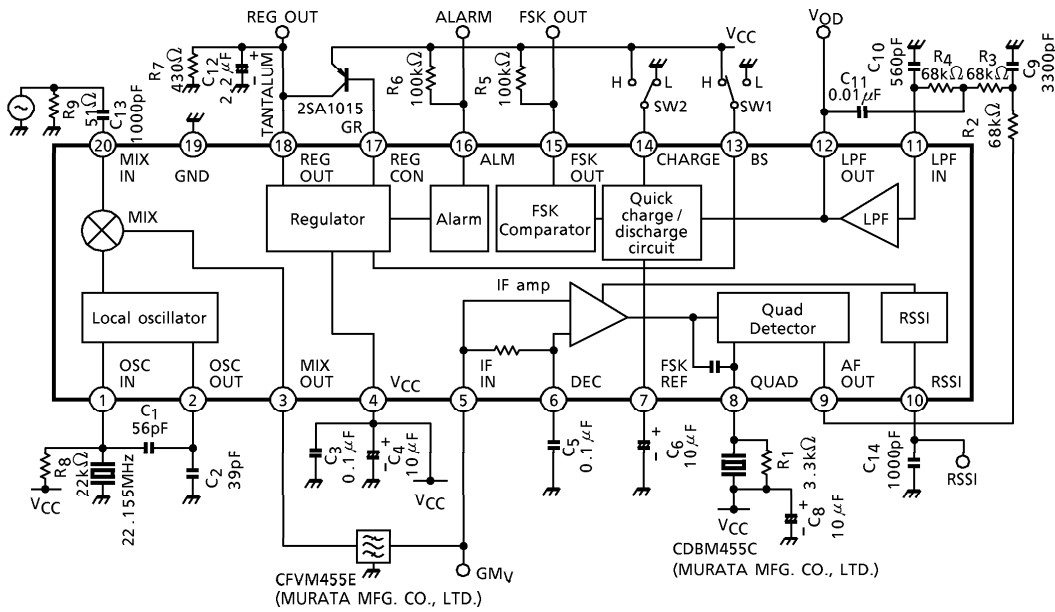 REG OUT
ALARM
FSK OUT
VCC
VOD
R7
430Ω
C12
2.2μF
TANTALUM
2SA1015
GR
R6
100kΩ
R5
100kΩ
H
L
SW2
H
L
SW1
C11
0.01μF
C10
560pF
R4
68kΩ
R3
68kΩ
C9
3300pF
R2
68kΩ
R9
51Ω
C13
1000pF
20
19
18
17
16
15
14
13
12
11
MIX
IN
GND
REG
OUT
REG
CON
ALM
FSK
OUT
CHARGE
BS
LPF
OUT
LPF
IN
MIX
Regulator
Alarm
FSK
Comparator
Quick
charge /
discharge
circuit
LPF
IF amp
Local oscillator
Quad
Detector
RSSI
OSC
IN
OSC
OUT
MIX
OUT
VCC
IF
IN
DEC
FSK
REF
QUAD
AF
OUT
RSSI
1
2
3
4
5
6
7
8
9
10
C1
56pF
R8
22kΩ
VCC
22.155MHz
C2
39pF
C3
0.1μF
C4
10μF
VCC
C5
0.1μF
C6
10μF
R1
3.3kΩ
VCC
C8
10μF
C14
1000pF
RSSI
CFVM455E
(MURATA MFG. CO., LTD.)
GMV
CDBM455C
(MURATA MFG. CO., LTD.)